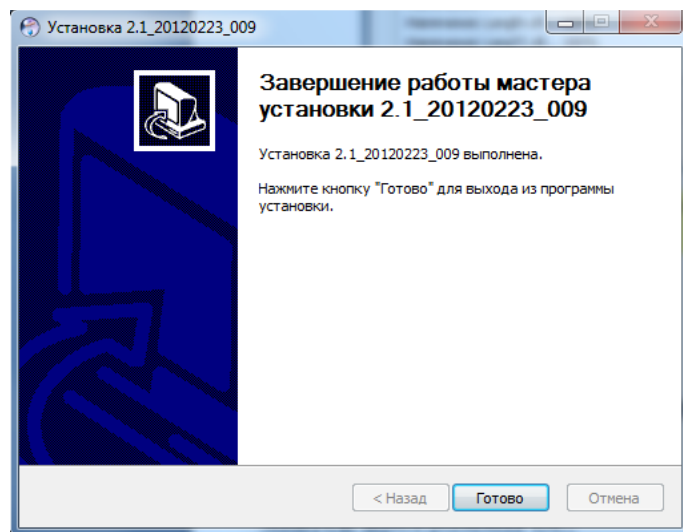 Установка 2.1_20120223_009
Завершение работы мастера
установки 2.1_20120223_009
Установка 2.1_20120223_009 выполнена.
Нажмите кнопку "Готово" для выхода из программы
установки.
< Назад
Готово
Отмена